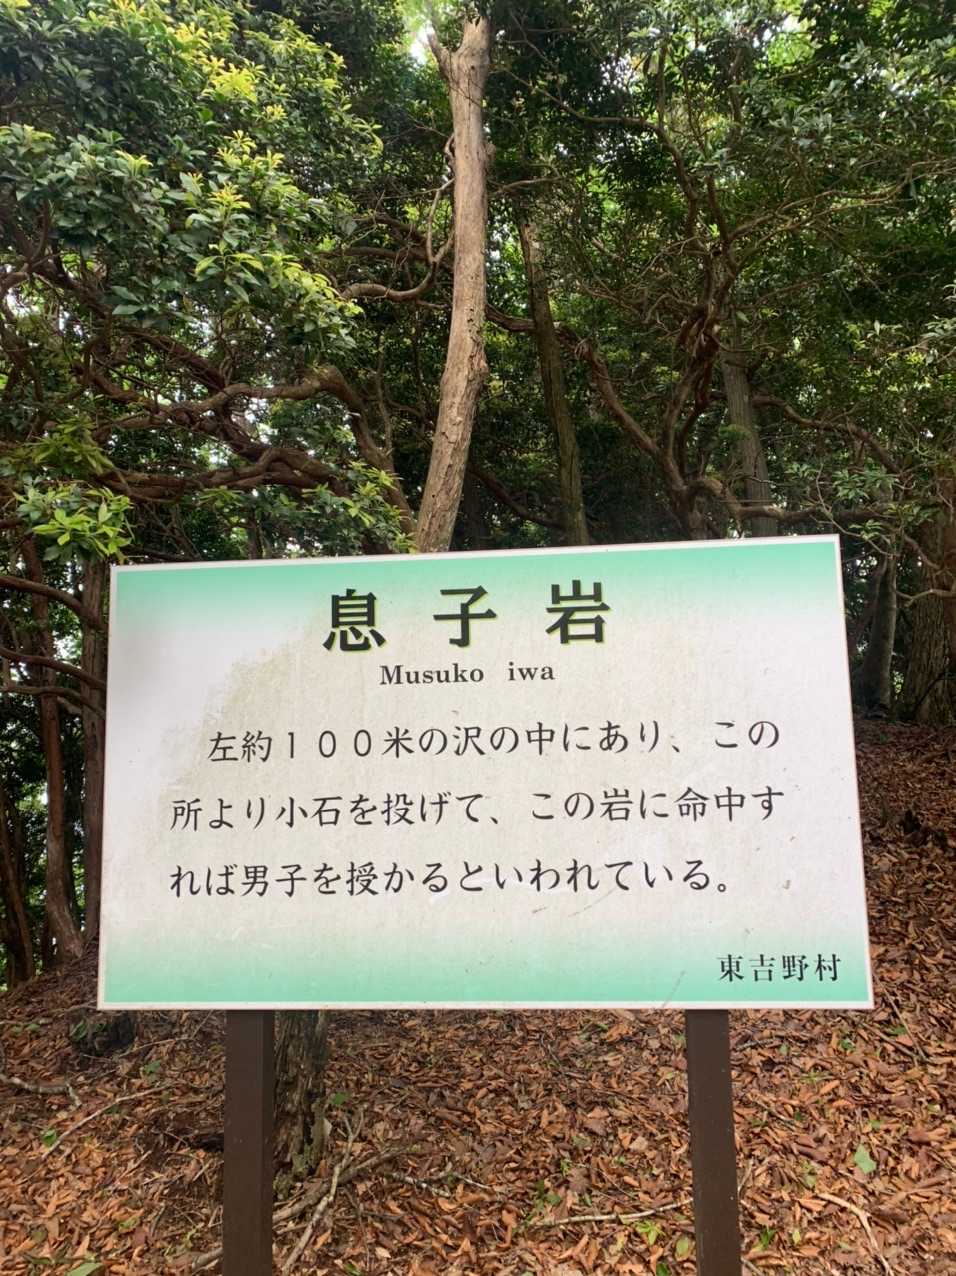 息子岩
Musuko iwa
左約１００米の沢の中にあり、この
所より小石を投げて、この岩に命中す
れば男子を授かるといわれている。
東吉野村